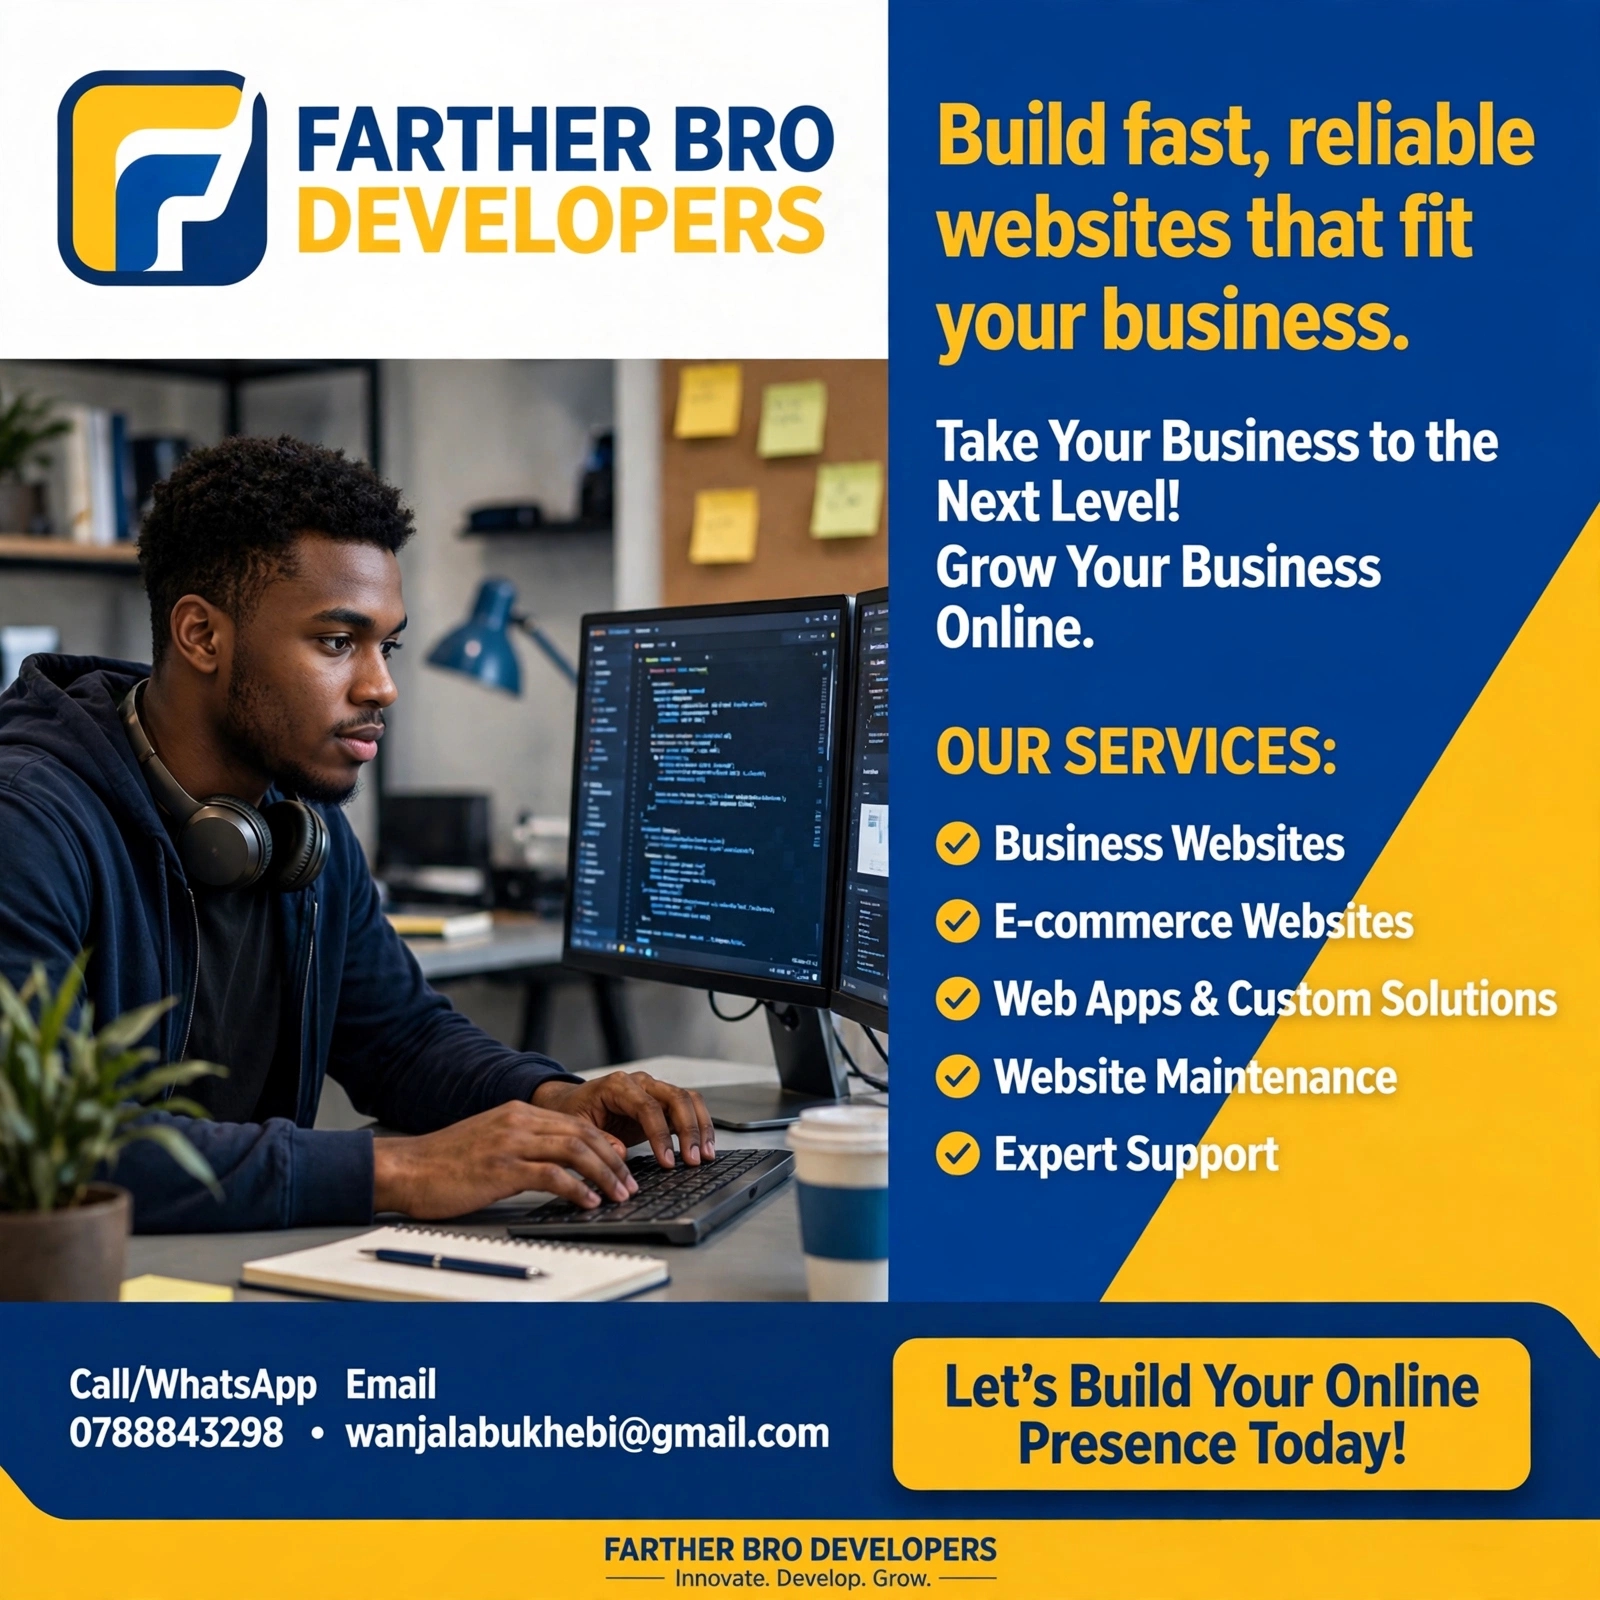 FARTHER BRO
DEVELOPERS
Build fast, reliable
websites that fit
your business.
Take Your Business to the
Next Level!
Grow Your Business
Online.
OUR SERVICES:
Business Websites
E-commerce Websites
Web Apps & Custom Solutions
Website Maintenance
Expert Support
Call/WhatsApp Email
0788843298 • wanjalabukhebi@gmail.com
Let's Build Your Online
Presence Today!
FARTHER BRO DEVELOPERS
Innovate. Develop. Grow.